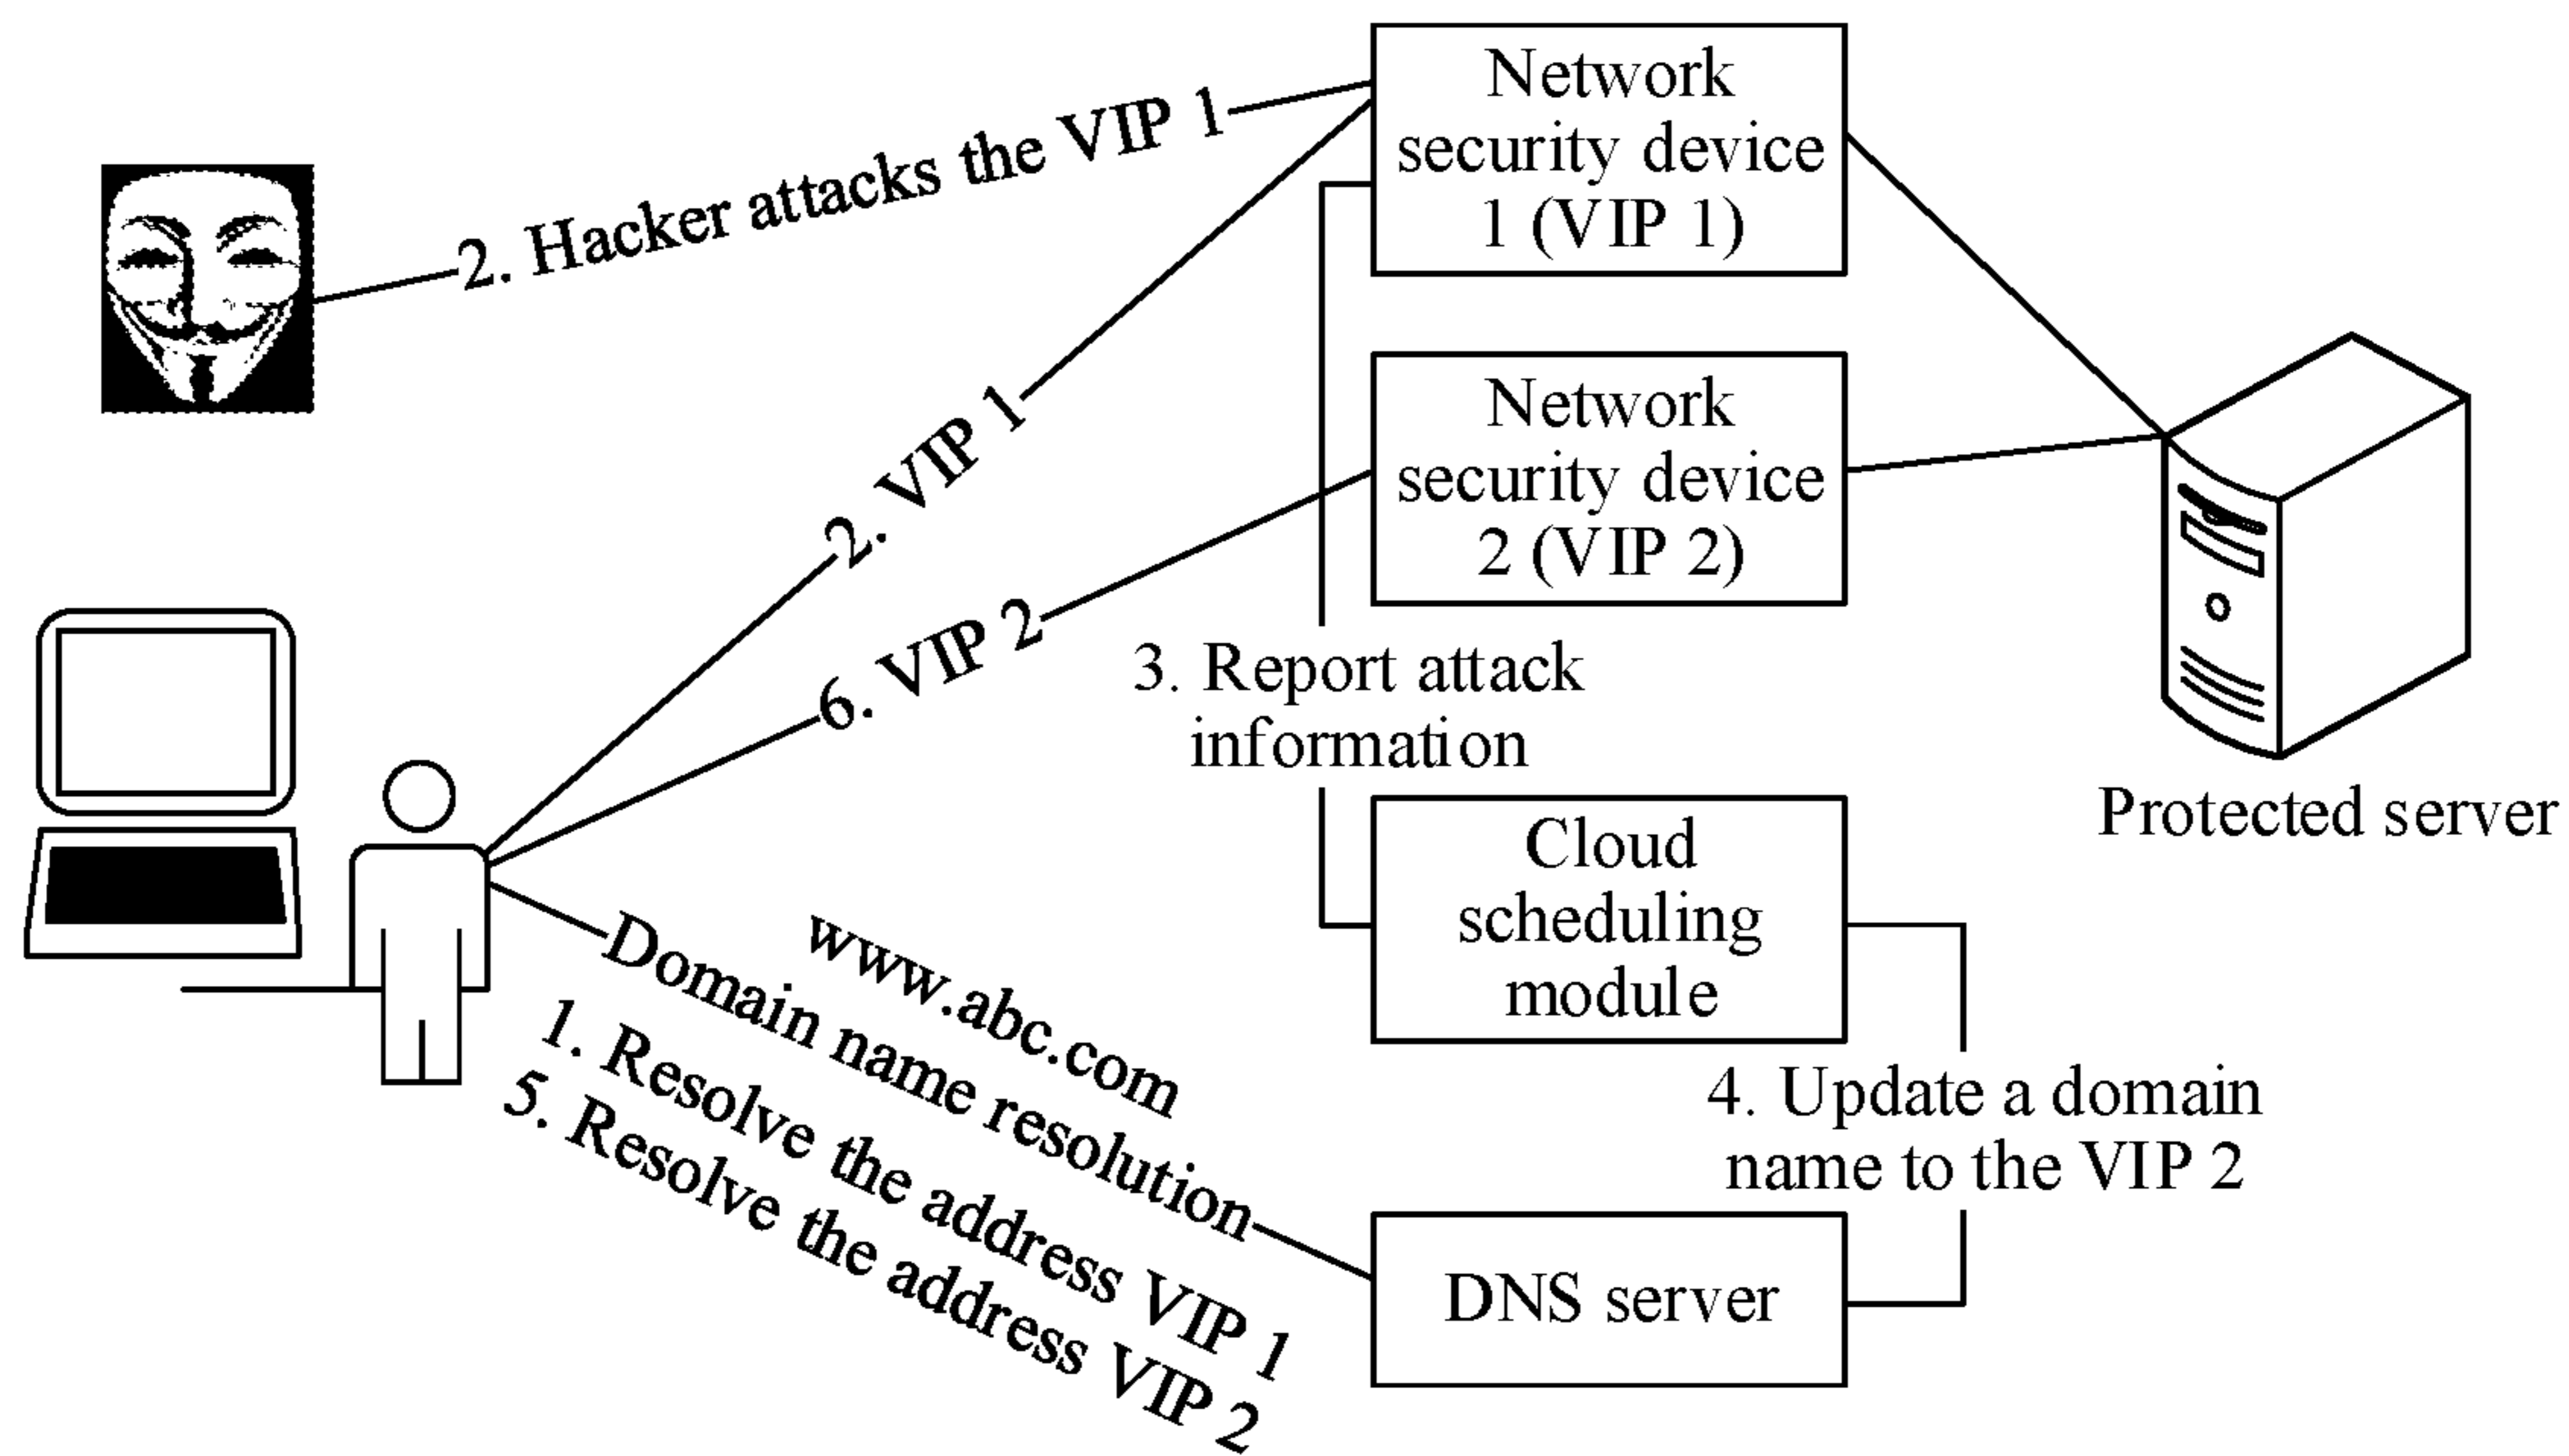 Network
security device
1 (VIP 1)
2. Hacker attacks the VIP 1
2. VIP 1
Network
security device
2 (VIP 2)
6. VIP 2
3. Report attack
information
Protected server
Cloud
scheduling
module
www.abc.com
Domain name resolution
1. Resolve the address VIP 1
5. Resolve the address VIP 2
4. Update a domain
name to the VIP 2
DNS server